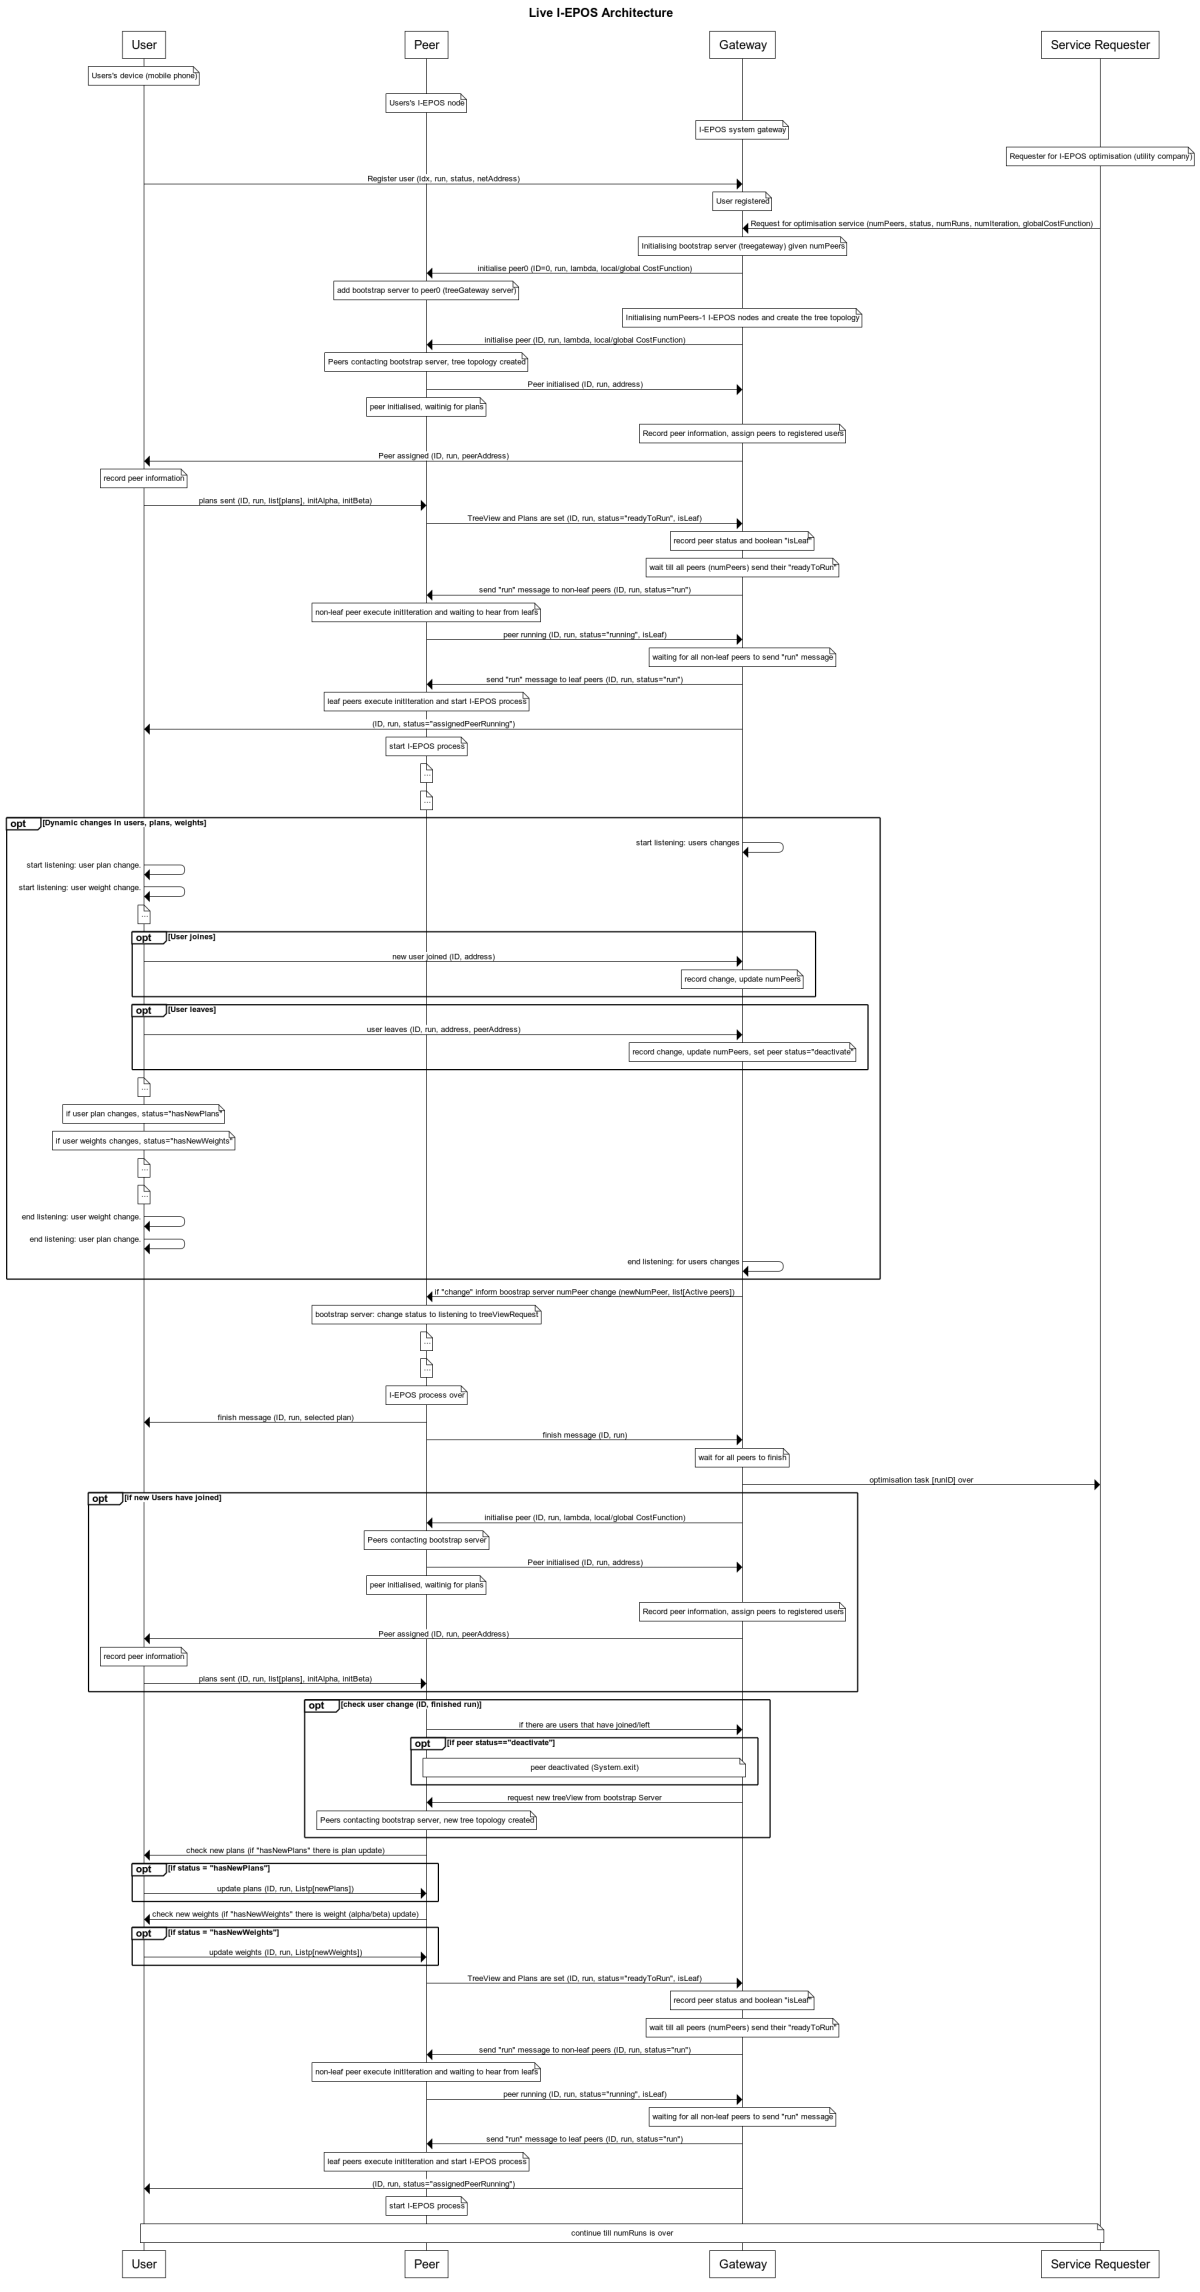 Live I-EPOS Architecture
User
Peer
Gateway
Service Requester
Users's device (mobile phone)
Users's I-EPOS node
I-EPOS system gateway
Requester for I-EPOS optimisation (utility company)
Register user (Idx, run, status, netAddress)
User registered
Request for optimisation service (numPeers, status, numRuns, numIteration, globalCostFunction)
Initialising bootstrap server (treegateway) given numPeers
initialise peer0 (ID=0, run, lambda, local/global CostFunction)
add bootstrap server to peer0 (treeGateway server)
Initialising numPeers-1 I-EPOS nodes and create the tree topology
initialise peer (ID, run, lambda, local/global CostFunction)
Peers contacting bootstrap server, tree topology created
Peer initialised (ID, run, address)
peer initialised, waitinig for plans
Record peer information, assign peers to registered users
Peer assigned (ID, run, peerAddress)
record peer information
plans sent (ID, run, list[plans], initAlpha, initBeta)
TreeView and Plans are set (ID, run, status="readyToRun", isLeaf)
record peer status and boolean "isLeaf"
wait till all peers (numPeers) send their "readyToRun"
send "run" message to non-leaf peers (ID, run, status="run")
non-leaf peer execute initIteration and waiting to hear from leafs
peer running (ID, run, status="running", isLeaf)
waiting for all non-leaf peers to send "run" message
send "run" message to leaf peers (ID, run, status="run")
leaf peers execute initIteration and start I-EPOS process
(ID, run, status="assignedPeerRunning")
start I-EPOS process
...
...
opt [Dynamic changes in users, plans, weights]
start listening: users changes
start listening: user plan change.
start listening: user weight change.
...
opt [User joines]
new user joined (ID, address)
record change, update numPeers
opt [User leaves]
user leaves (ID, run, address, peerAddress)
record change, update numPeers, set peer status="deactivate"
...
if user plan changes, status="hasNewPlans"
if user weights changes, status="hasNewWeights"
...
...
end listening: user weight change.
end listening: user plan change.
end listening: for users changes
if "change" inform boostrap server numPeer change (newNumPeer, list[Active peers])
bootstrap server: change status to listening to treeViewRequest
...
...
I-EPOS process over
finish message (ID, run, selected plan)
finish message (ID, run)
wait for all peers to finish
optimisation task [runID] over
opt [If new Users have joined]
initialise peer (ID, run, lambda, local/global CostFunction)
Peers contacting bootstrap server
Peer initialised (ID, run, address)
peer initialised, waitinig for plans
Record peer information, assign peers to registered users
Peer assigned (ID, run, peerAddress)
record peer information
plans sent (ID, run, list[plans], initAlpha, initBeta)
opt [check user change (ID, finished run)]
If there are users that have joined/left
opt [if peer status=="deactivate"]
peer deactivated (System.exit)
request new treeView from bootstrap Server
Peers contacting bootstrap server, new tree topology created
check new plans (if "hasNewPlans" there is plan update)
opt [if status = "hasNewPlans"]
update plans (ID, run, Listp[newPlans])
check new weights (if "hasNewWeights" there is weight (alpha/beta) update)
opt [if status = "hasNewWeights"]
update weights (ID, run, Listp[newWeights])
TreeView and Plans are set (ID, run, status="readyToRun", isLeaf)
record peer status and boolean "isLeaf"
wait till all peers (numPeers) send their "readyToRun"
send "run" message to non-leaf peers (ID, run, status="run")
non-leaf peer execute initIteration and waiting to hear from leafs
peer running (ID, run, status="running", isLeaf)
waiting for all non-leaf peers to send "run" message
send "run" message to leaf peers (ID, run, status="run")
leaf peers execute initIteration and start I-EPOS process
(ID, run, status="assignedPeerRunning")
start I-EPOS process
continue till numRuns is over
User
Peer
Gateway
Service Requester